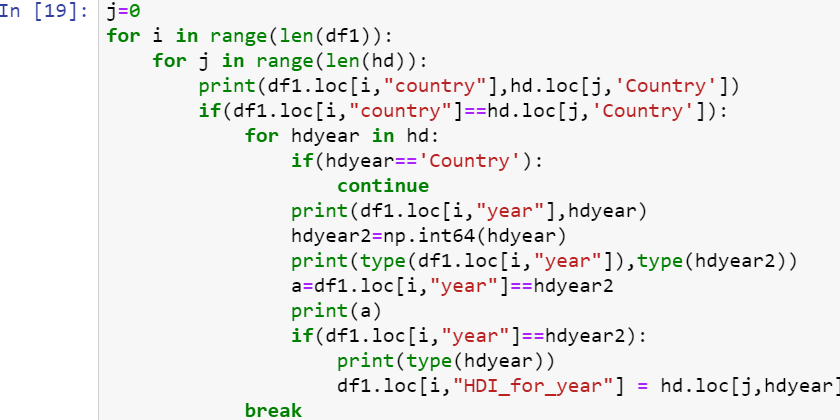 In [19]: j=0
for i in range(len(df1)):
    for j in range(len(hd)):
        print(df1.loc[i,"country"],hd.loc[j,'Country'])
        if(df1.loc[i,"country"]==hd.loc[j,'Country']):
            for hdyear in hd:
                if(hdyear=='Country'):
                    continue
                print(df1.loc[i,"year"],hdyear)
                hdyear2=np.int64(hdyear)
                print(type(df1.loc[i,"year"]),type(hdyear2))
                a=df1.loc[i,"year"]==hdyear2
                print(a)
                if(df1.loc[i,"year"]==hdyear2):
                    print(type(hdyear))
                    df1.loc[i,"HDI_for_year"] = hd.loc[j,hdyear]
            break